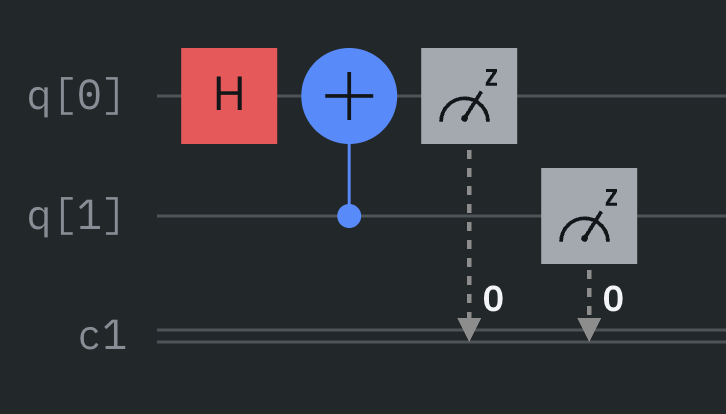 q[0] H + z
q[1] z
0 0
c1